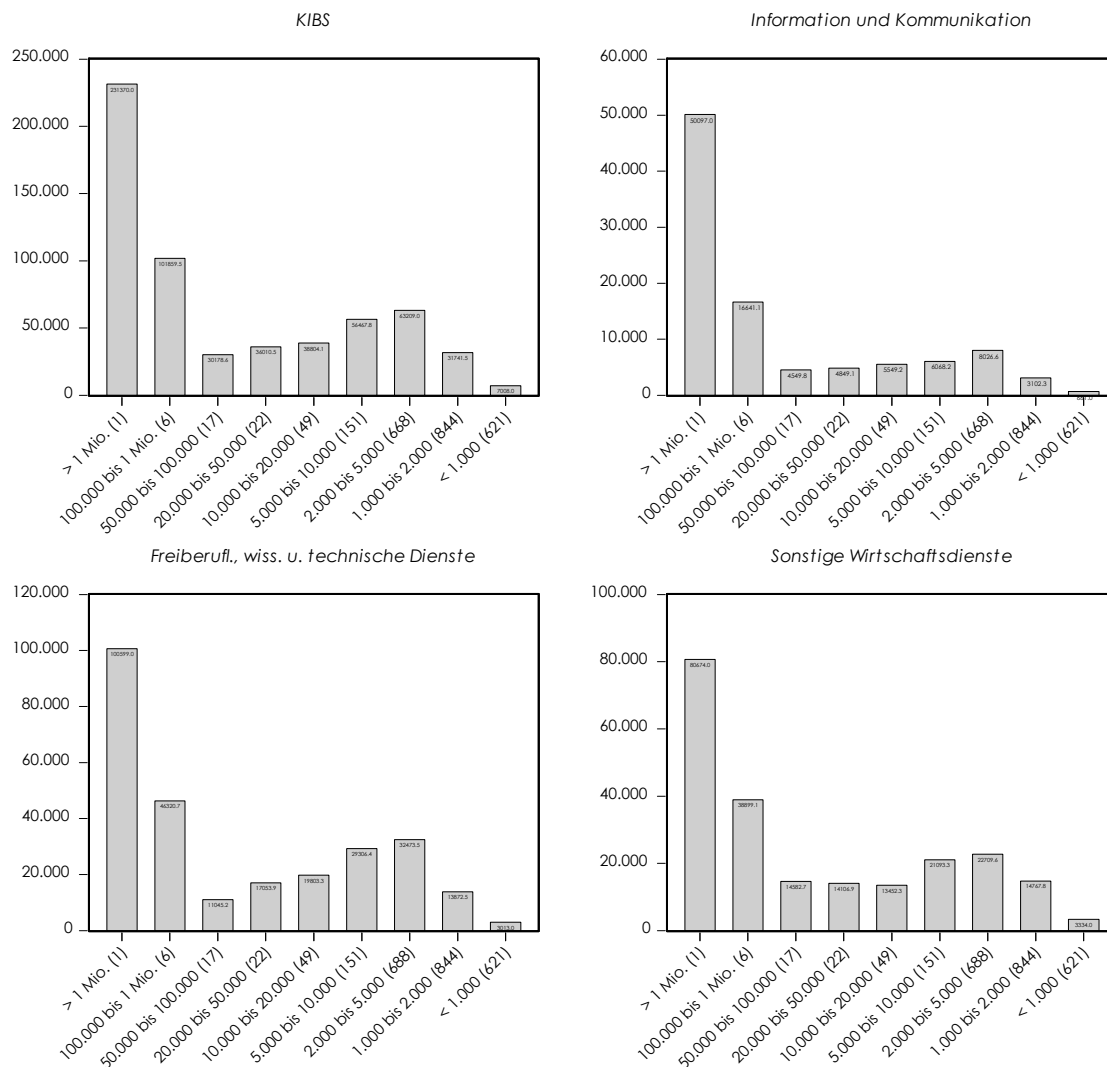 KIBS
250.000
200.000
150.000
100.000
50.000
0
231370.0
101859.5
30178.6
36010.5
38804.1
56467.8
63209.0
31741.5
7008.0
> 1 Mio. (1)
100.000 bis 1 Mio. (6)
50.000 bis 100.000 (17)
20.000 bis 50.000 (22)
10.000 bis 20.000 (49)
5.000 bis 10.000 (151)
2.000 bis 5.000 (668)
1.000 bis 2.000 (844)
< 1.000 (621)
Information und Kommunikation
60.000
50.000
40.000
30.000
20.000
10.000
0
50097.0
16641.1
4549.8
4849.1
5549.2
6068.2
8026.6
3102.3
> 1 Mio. (1)
100.000 bis 1 Mio. (6)
50.000 bis 100.000 (17)
20.000 bis 50.000 (22)
10.000 bis 20.000 (49)
5.000 bis 10.000 (151)
2.000 bis 5.000 (668)
1.000 bis 2.000 (844)
< 1.000 (621)
Freiberufl., wiss. u. technische Dienste
120.000
100.000
80.000
60.000
40.000
20.000
0
100599.0
46320.7
11045.2
17053.9
19803.3
29306.4
32473.5
13872.5
3013.0
> 1 Mio. (1)
100.000 bis 1 Mio. (6)
50.000 bis 100.000 (17)
20.000 bis 50.000 (22)
10.000 bis 20.000 (49)
5.000 bis 10.000 (151)
2.000 bis 5.000 (688)
1.000 bis 2.000 (844)
< 1.000 (621)
Sonstige Wirtschaftsdienste
100.000
80.000
60.000
40.000
20.000
0
80674.0
38899.1
14582.7
14106.9
13452.3
21093.3
22709.6
14767.8
3334.0
> 1 Mio. (1)
100.000 bis 1 Mio. (6)
50.000 bis 100.000 (17)
20.000 bis 50.000 (22)
10.000 bis 20.000 (49)
5.000 bis 10.000 (151)
2.000 bis 5.000 (688)
1.000 bis 2.000 (844)
< 1.000 (621)